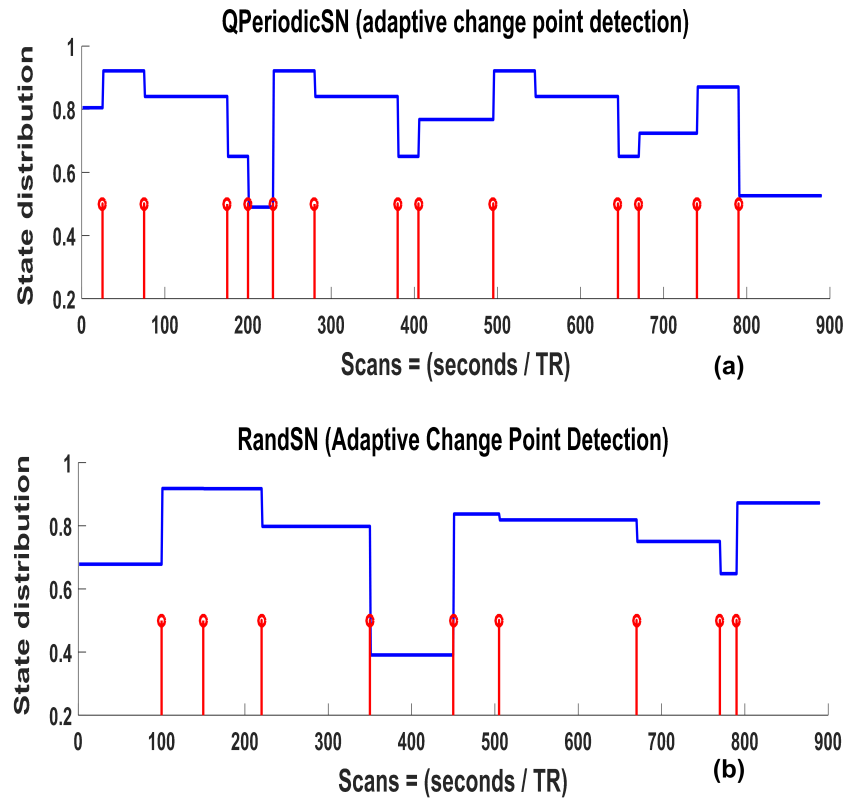 QPeriodicSN (adaptive change point detection)
State distribution
1
0.8
0.6
0.4
0.2
0 100 200 300 400 500 600 700 800 900
Scans = (seconds / TR)
(a)
RandSN (Adaptive Change Point Detection)
State distribution
1
0.8
0.6
0.4
0.2
0 100 200 300 400 500 600 700 800 900
Scans = (seconds / TR)
(b)